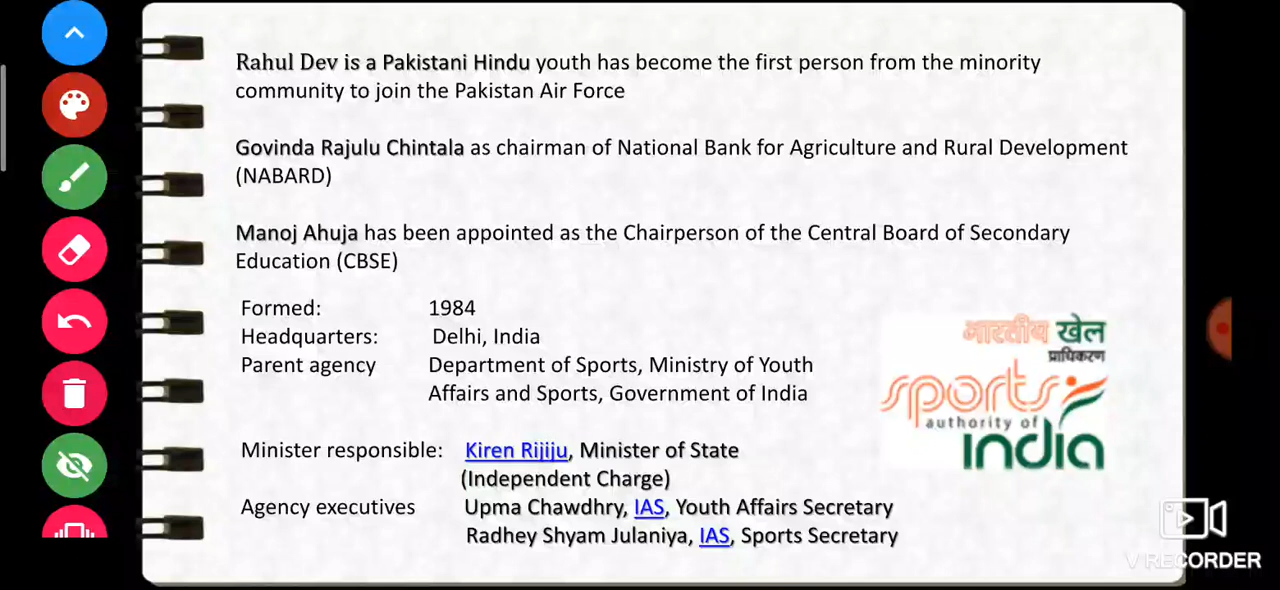 Rahul Dev is a Pakistani Hindu youth has become the first person from the minority
community to join the Pakistan Air Force
Govinda Rajulu Chintala as chairman of National Bank for Agriculture and Rural Development
(NABARD)
Manoj Ahuja has been appointed as the Chairperson of the Central Board of Secondary
Education (CBSE)
Formed: 1984
Headquarters: Delhi, India
Parent agency Department of Sports, Ministry of Youth
Affairs and Sports, Government of India
Minister responsible: Kiren Rijiju, Minister of State
(Independent Charge)
Agency executives Upma Chawdhry, IAS, Youth Affairs Secretary
Radhey Shyam Julaniya, IAS, Sports Secretary
भारतीय खेल
प्राधिकरण
sports
authority of
india
V RECORDER